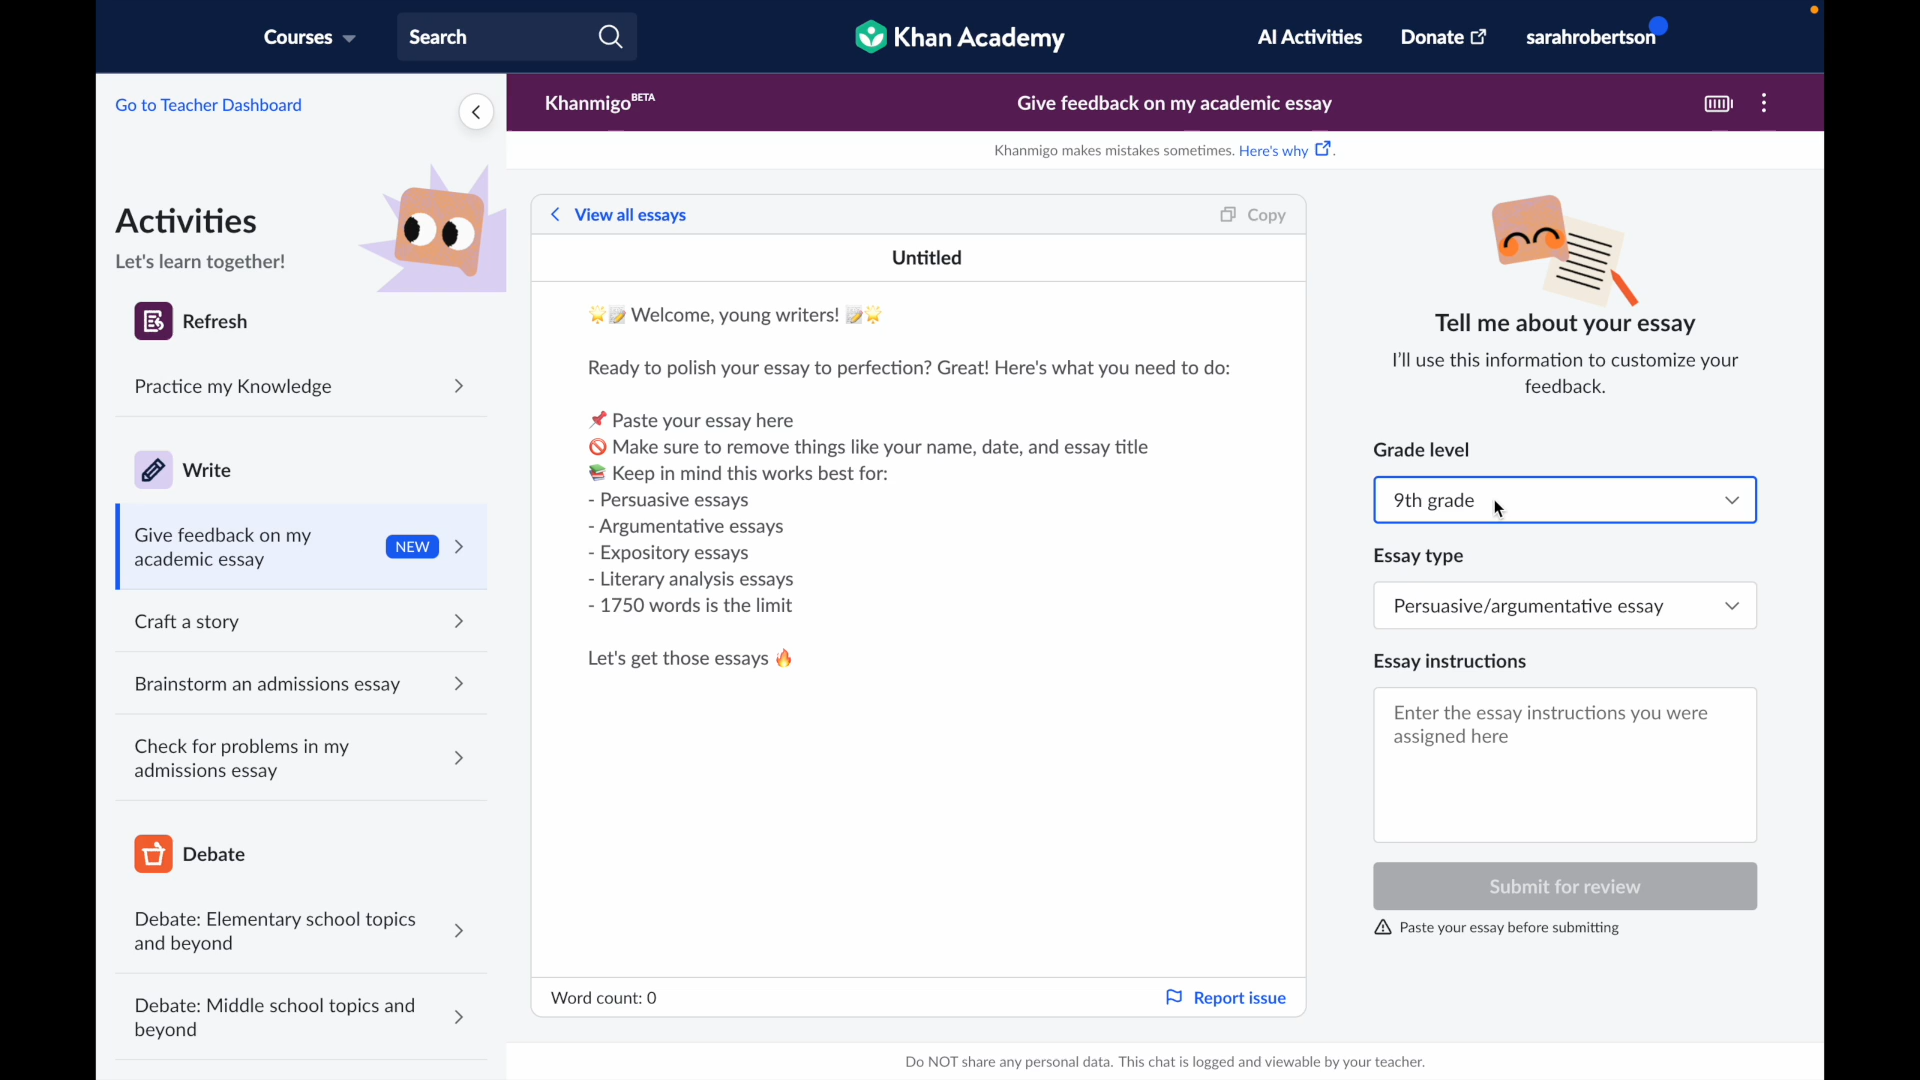 Courses
Search
Khan Academy
AI Activities
Donate
sarahrobertson
Go to Teacher Dashboard
Activities
Let's learn together!
Refresh
Practice my Knowledge
Write
Give feedback on my
academic essay
NEW
Craft a story
Brainstorm an admissions essay
Check for problems in my
admissions essay
Debate
Debate: Elementary school topics
and beyond
Debate: Middle school topics and
beyond
Khanmigo BETA
Give feedback on my academic essay
Khanmigo makes mistakes sometimes. Here's why .
View all essays
Copy
Untitled
🌟📝 Welcome, young writers! 📝🌟
Ready to polish your essay to perfection? Great! Here's what you need to do:
📌 Paste your essay here
🚫 Make sure to remove things like your name, date, and essay title
📚 Keep in mind this works best for:
- Persuasive essays
- Argumentative essays
- Expository essays
- Literary analysis essays
- 1750 words is the limit
Let's get those essays 🔥
Word count: 0
Report issue
Tell me about your essay
I'll use this information to customize your
feedback.
Grade level
9th grade
Essay type
Persuasive/argumentative essay
Essay instructions
Enter the essay instructions you were
assigned here
Submit for review
Paste your essay before submitting
Do NOT share any personal data. This chat is logged and viewable by your teacher.